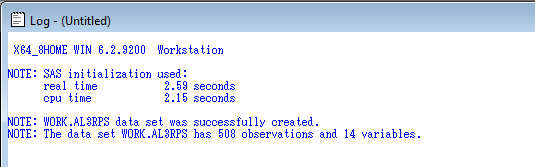 Log - (Untitled)
X64_8HOME WIN 6.2.9200  Workstation
NOTE: SAS initialization used:
      real time           2.59 seconds
      cpu time            2.15 seconds
NOTE: WORK.AL3RPS data set was successfully created.
NOTE: The data set WORK.AL3RPS has 508 observations and 14 variables.